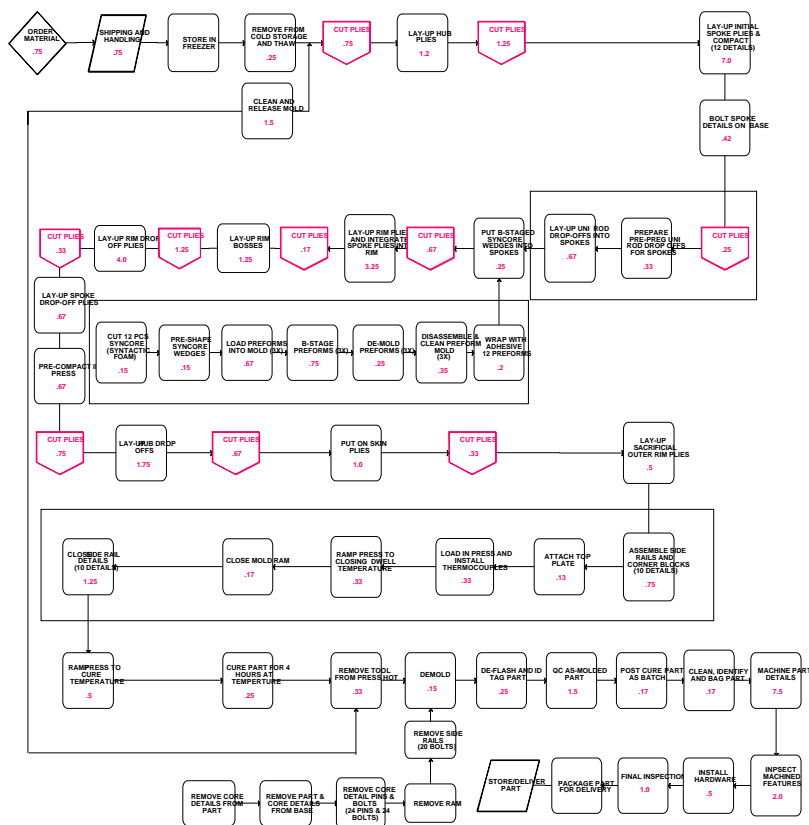 ORDER
MATERIAL
.75
SHIPPING AND
HANDLING
.75
STORE IN
FREEZER
REMOVE FROM
COLD STORAGE
AND THAW
.25
CUT PLIES
.75
LAY-UP HUB
PLIES
1.2
CUT PLIES
1.25
LAY-UP INITIAL
SPOKE PLIES &
COMPACT
(12 DETAILS)
7.0
CLEAN AND
RELEASE MOLD
1.5
BOLT SPOKE
DETAILS ON BASE
.42
CUT PLIES
.33
LAY-UP RIM DROP
OFF PLIES
4.0
CUT PLIES
1.25
LAY-UP RIM
BOSSES
1.25
CUT PLIES
.17
LAY-UP RIM PLIES
AND INTEGRATE
SPOKE PLIES INTO
RIM
3.25
CUT PLIES
.67
PUT B-STAGED
SYNCORE
WEDGES INTO
SPOKES
.25
LAY-UP UNI ROD
DROP-OFFS INTO
SPOKES
.67
PREPARE
PRE-PREG UNI
ROD DROP OFFS
FOR SPOKES
.33
CUT PLIES
.25
LAY-UP SPOKE
DROP-OFF PLIES
.67
PRE-COMPACT I
PRESS
.67
CUT 12 PCS
SYNCORE
(SYNTACTIC
FOAM)
.15
PRE-SHAPE
SYNCORE
WEDGES
.15
LOAD PREFORMS
INTO MOLD (3X)
.67
B-STAGE
PREFORMS (3X)
.75
DE-MOLD
PREFORMS (3X)
.25
DISASSEMBLE &
CLEAN PREFORM
MOLD
(3X)
.35
WRAP WITH
ADHESIVE
12 PREFORMS
.2
CUT PLIES
.75
LAY-UP HUB DROP
OFFS
1.75
CUT PLIES
.67
PUT ON SKIN
PLIES
1.0
CUT PLIES
.33
LAY-UP
SACRIFICIAL
OUTER RIM PLIES
.5
CLOSE SIDE RAIL
DETAILS
(10 DETAILS)
1.25
CLOSE MOLD RAM
.17
RAMP PRESS TO
CLOSING DWELL
TEMPERATURE
.33
LOAD IN PRESS AND
INSTALL
THERMOCOUPLES
.33
ATTACH TOP
PLATE
.13
ASSEMBLE SIDE
RAILS AND
CORNER BLOCKS
(10 DETAILS)
.75
RAMP PRESS TO
CURE
TEMPERATURE
.5
CURE PART FOR 4
HOURS AT
TEMPERTURE
.25
REMOVE TOOL
FROM PRESS HOT
.33
DEMOLD
.15
DE-FLASH AND ID
TAG PART
.25
QC AS-MOLDED
PART
1.5
POST CURE PART
AS BATCH
.17
CLEAN, IDENTIFY
AND BAG PART
.17
MACHINE PART
DETAILS
7.5
REMOVE SIDE
RAILS
(20 BOLTS)
REMOVE CORE
DETAILS FROM
PART
REMOVE PART &
CORE DETAILS
FROM BASE
REMOVE CORE
DETAIL PINS &
BOLTS
(24 PINS & 24
BOLTS)
REMOVE RAM
STORE/DELIVER
PART
PACKAGE PART
FOR DELIVERY
FINAL INSPECTION
1.0
INSTALL
HARDWARE
.5
INPSECT
MACHINED
FEATURES
2.0